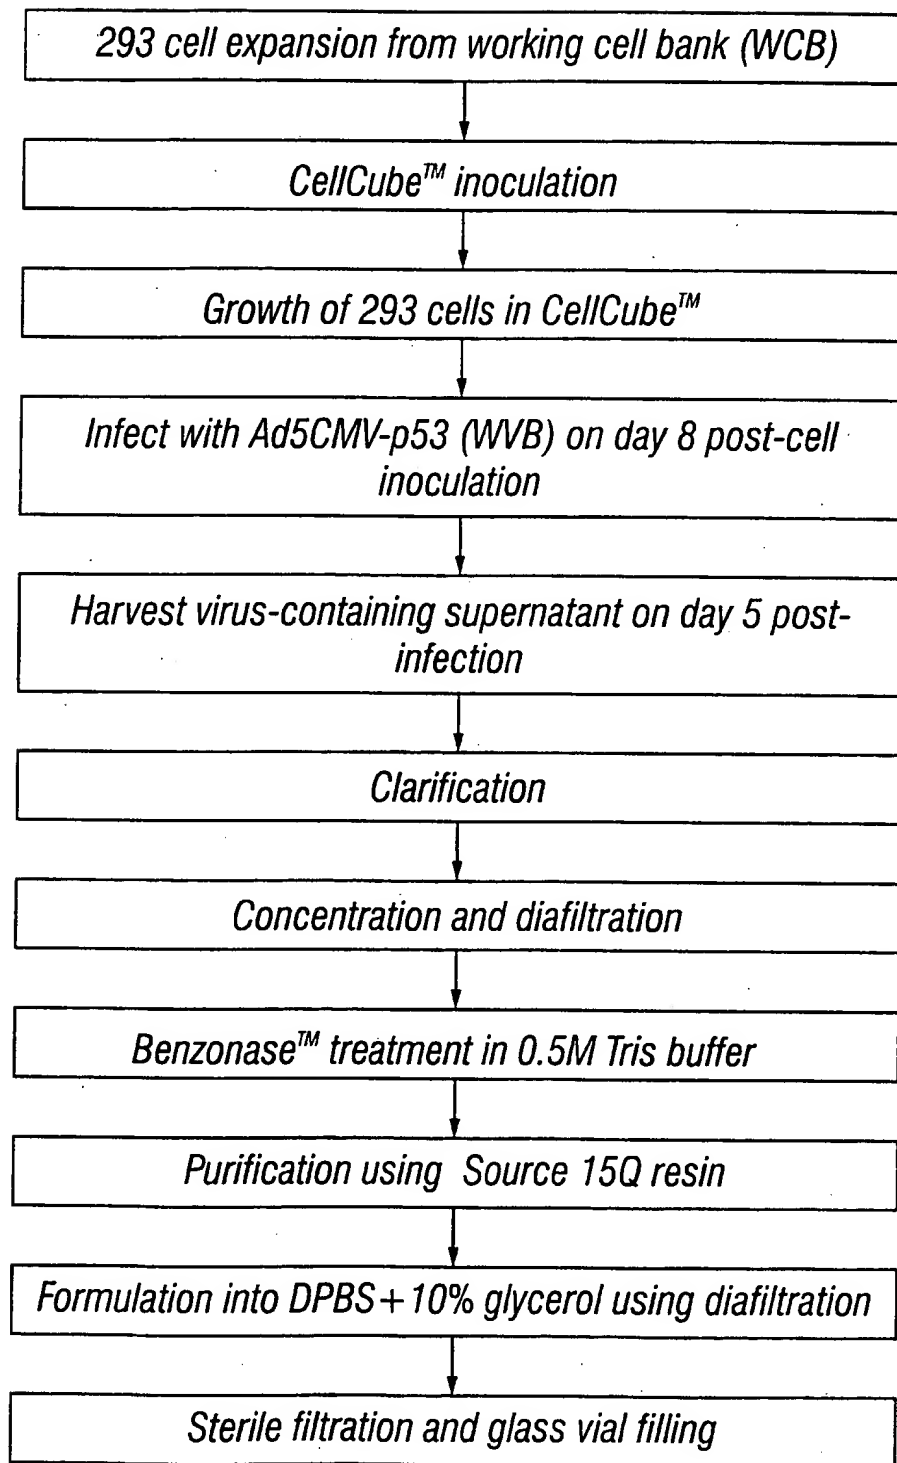 293 cell expansion from working cell bank (WCB)
CellCube™ inoculation
Growth of 293 cells in CellCube™
Infect with Ad5CMV-p53 (WVB) on day 8 post-cell
inoculation
Harvest virus-containing supernatant on day 5 post-
infection
Clarification
Concentration and diafiltration
Benzonase™ treatment in 0.5M Tris buffer
Purification using Source 15Q resin
Formulation into DPBS+10% glycerol using diafiltration
Sterile filtration and glass vial filling